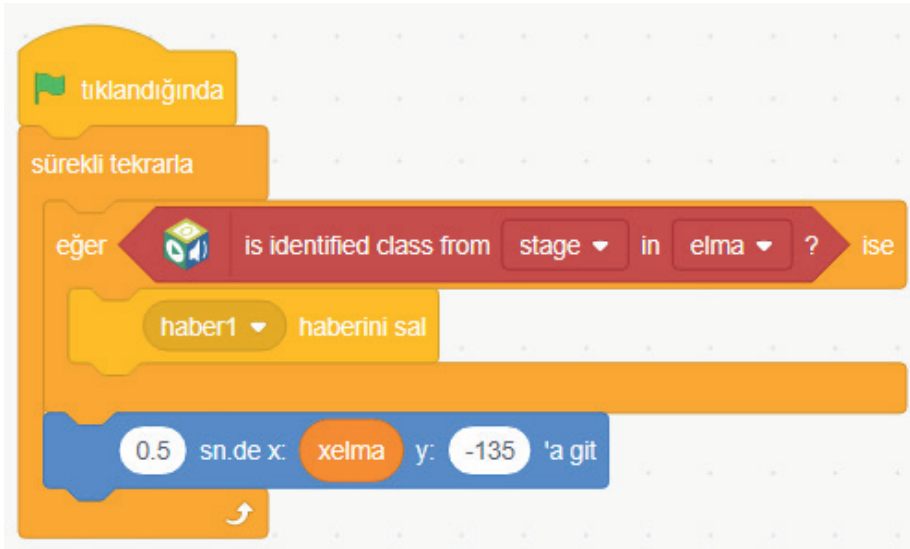 tıklandığında
sürekli tekrarla
eğer is identified class from stage in elma ? ise
haber1 haberini sal
0.5 sn.de x: xelma y: -135 'a git